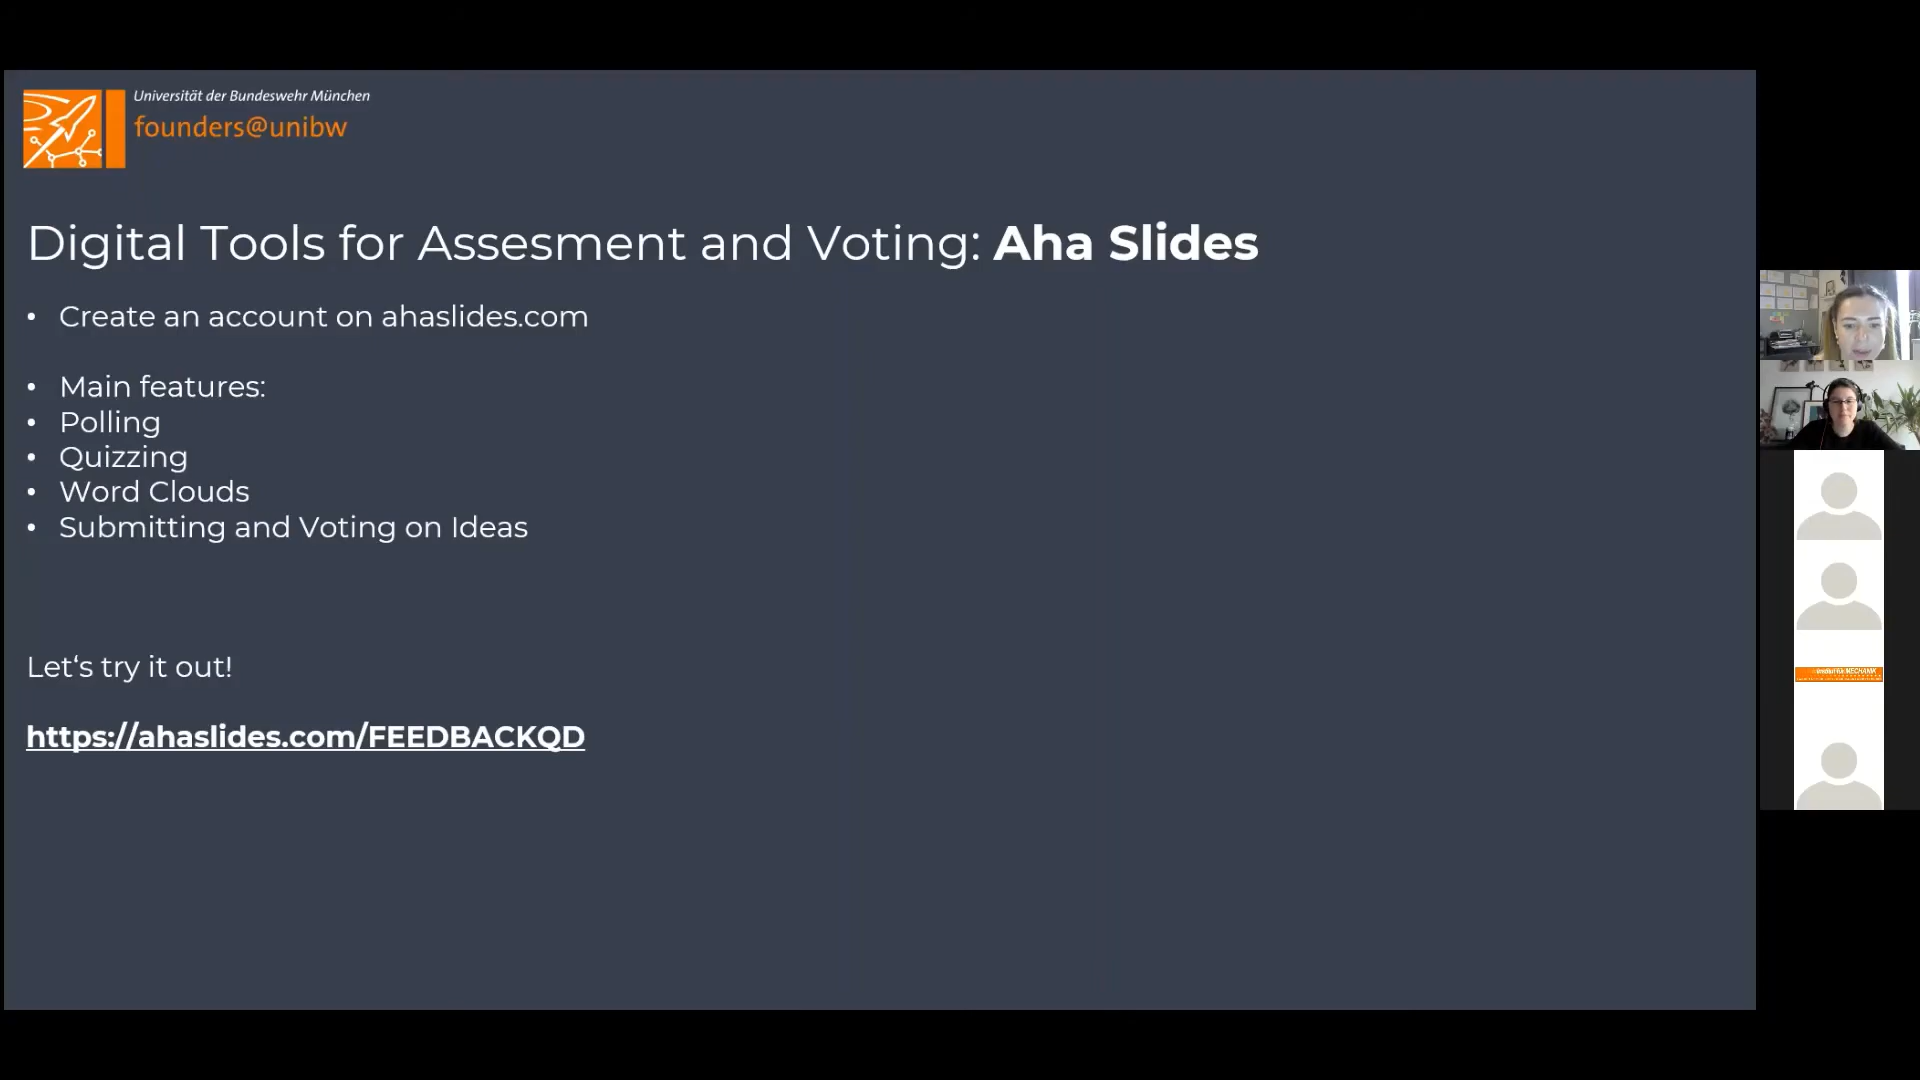 Universität der Bundeswehr München
founders@unibw
Digital Tools for Assesment and Voting: Aha Slides
• Create an account on ahaslides.com
• Main features:
• Polling
• Quizzing
• Word Clouds
• Submitting and Voting on Ideas
Let‘s try it out!
https://ahaslides.com/FEEDBACKQD